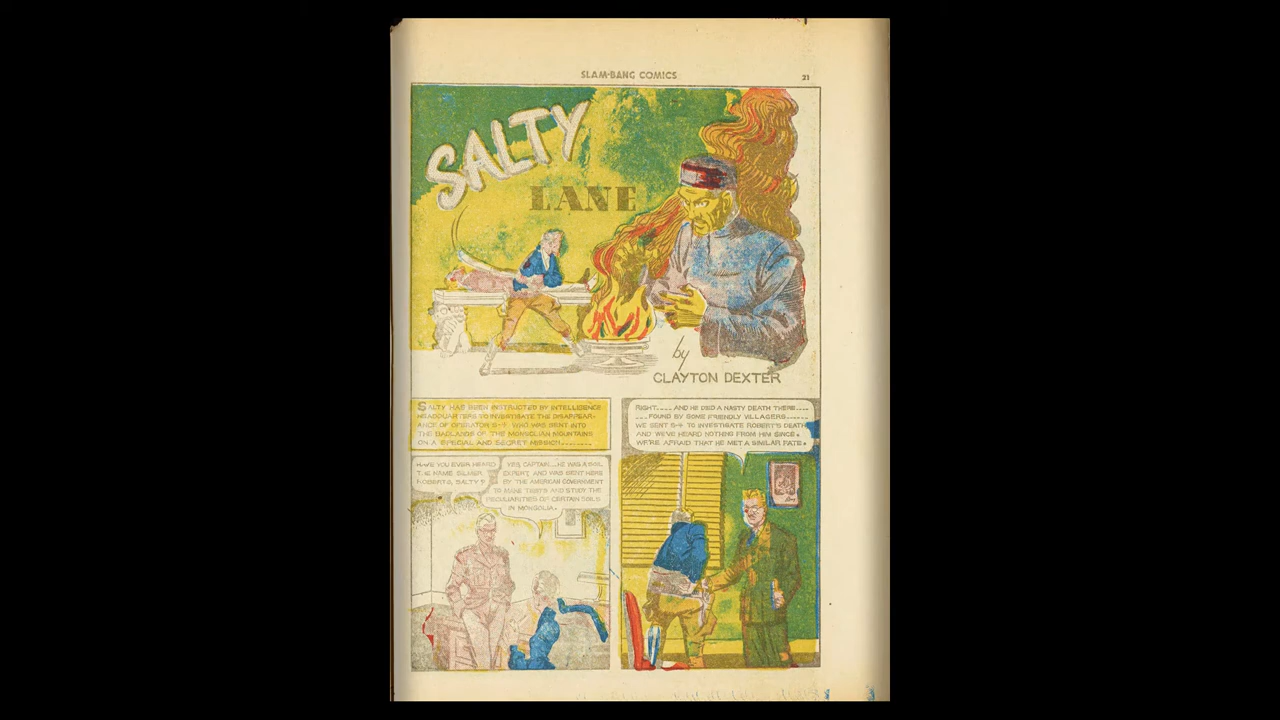 SLAM-BANG COMICS
21
SALTY
LANE
by
CLAYTON DEXTER
SALTY HAS BEEN INSTRUCTED BY INTELLIGENCE
HEADQUARTERS TO INVESTIGATE THE DISAPPEAR-
ANCE OF OPERATOR S-4 WHO WAS SENT INTO
THE BADLANDS OF THE MONGOLIAN MOUNTAINS
ON A SPECIAL AND SECRET MISSION
HAVE YOU EVER HEARD
THE NAME ELMER
ROBERTS, SALTY?
YES, CAPTAIN...HE WAS A SOIL
EXPERT, AND WAS SENT HERE
BY THE AMERICAN GOVERNMENT
TO MAKE TESTS AND STUDY THE
PECULIARITIES OF CERTAIN SOILS
IN MONGOLIA.
RIGHT.....AND HE DIED A NASTY DEATH THERE....
....FOUND BY SOME FRIENDLY VILLAGERS......
WE SENT S-4 TO INVESTIGATE ROBERT'S DEATH
AND WE'VE HEARD NOTHING FROM HIM SINCE.
WE'RE AFRAID THAT HE MET A SIMILAR FATE.